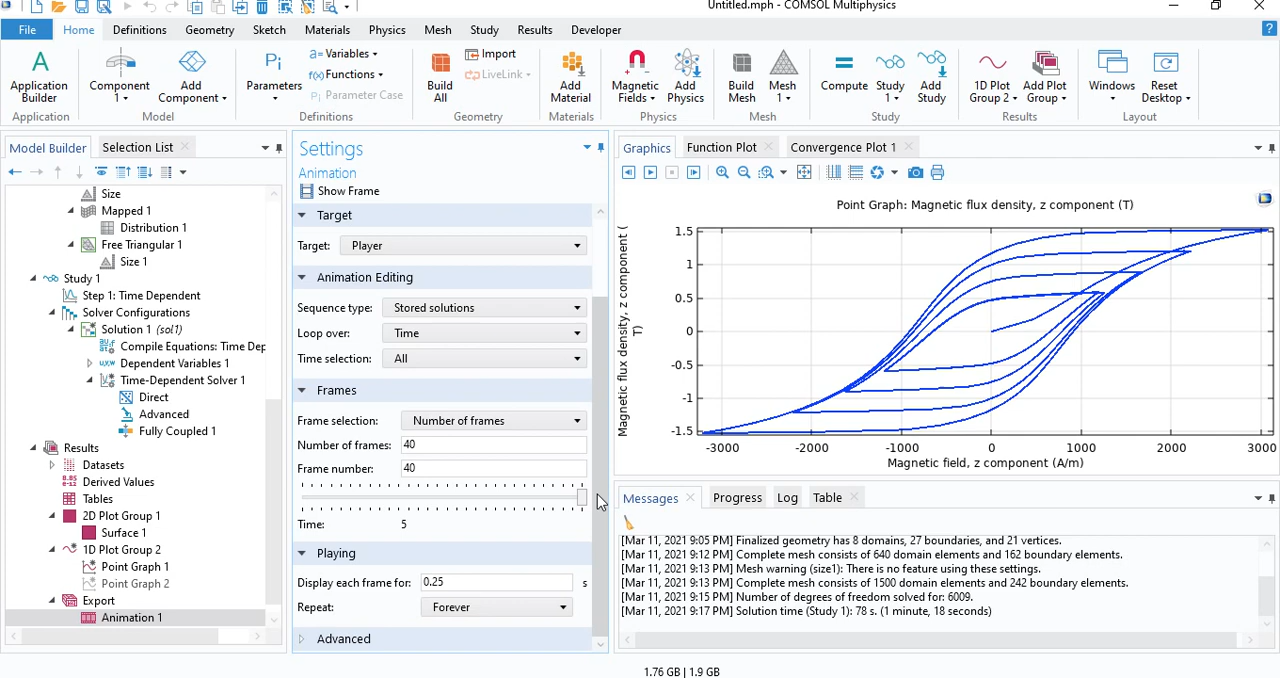 Untitled.mph - COMSOL Multiphysics
File Home Definitions Geometry Sketch Materials Physics Mesh Study Results Developer
Application Builder
Component 1
Add Component
Parameters
a= Variables
f(x) Functions
Pi Parameter Case
Build All
Import
LiveLink
Add Material
Magnetic Fields
Add Physics
Build Mesh
Mesh 1
Compute
Study 1
Add Study
1D Plot Group 2
Add Plot Group
Windows
Reset Desktop
Application Model Definitions Geometry Materials Physics Mesh Study Results Layout
Model Builder Selection List
Size
Mapped 1
Distribution 1
Free Triangular 1
Size 1
Study 1
Step 1: Time Dependent
Solver Configurations
Solution 1 (sol1)
Compile Equations: Time Dep
Dependent Variables 1
Time-Dependent Solver 1
Direct
Advanced
Fully Coupled 1
Results
Datasets
Derived Values
Tables
2D Plot Group 1
Surface 1
1D Plot Group 2
Point Graph 1
Point Graph 2
Export
Animation 1
Settings
Animation
Show Frame
Target
Target: Player
Animation Editing
Sequence type: Stored solutions
Loop over: Time
Time selection: All
Frames
Frame selection: Number of frames
Number of frames: 40
Frame number: 40
Time: 5
Playing
Display each frame for: 0.25 s
Repeat: Forever
Advanced
Graphics Function Plot Convergence Plot 1
Point Graph: Magnetic flux density, z component (T)
Magnetic flux density, z component (
T)
1.5
1
0.5
0
-0.5
-1
-1.5
-3000 -2000 -1000 0 1000 2000 3000
Magnetic field, z component (A/m)
Messages Progress Log Table
[Mar 11, 2021 9:05 PM] Finalized geometry has 8 domains, 27 boundaries, and 21 vertices.
[Mar 11, 2021 9:12 PM] Complete mesh consists of 640 domain elements and 162 boundary elements.
[Mar 11, 2021 9:13 PM] Mesh warning (size1): There is no feature using these settings.
[Mar 11, 2021 9:13 PM] Complete mesh consists of 1500 domain elements and 242 boundary elements.
[Mar 11, 2021 9:15 PM] Number of degrees of freedom solved for: 6009.
[Mar 11, 2021 9:17 PM] Solution time (Study 1): 78 s. (1 minute, 18 seconds)
1.76 GB | 1.9 GB